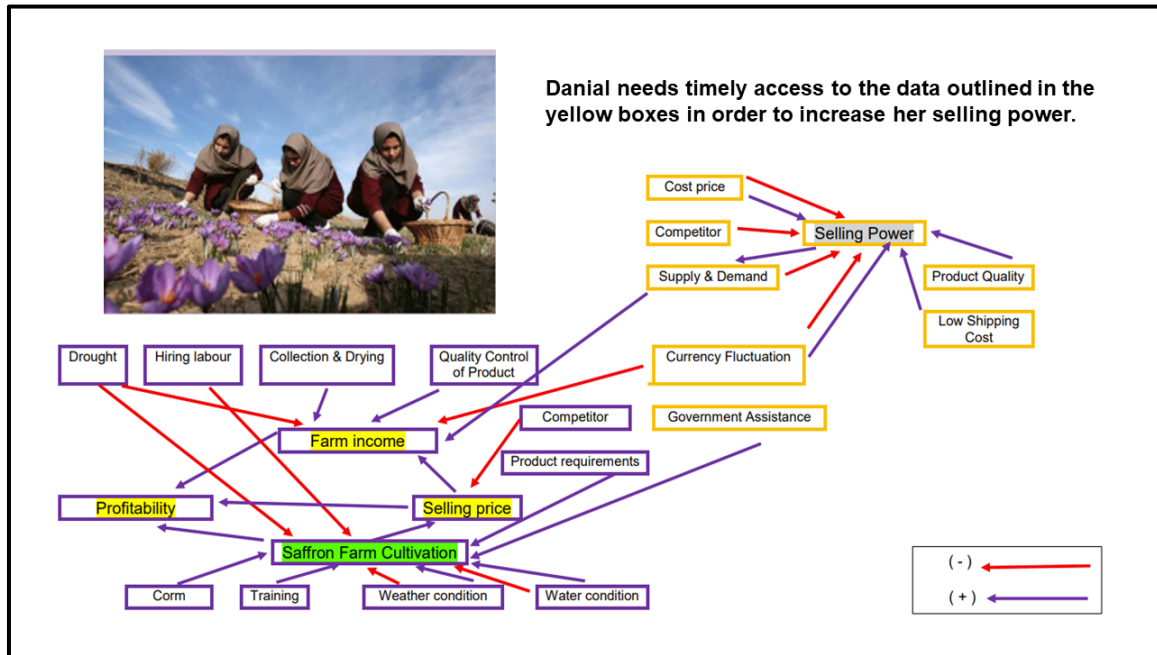 Danial needs timely access to the data outlined in the
yellow boxes in order to increase her selling power.
Cost price
Competitor
Selling Power
Supply & Demand
Product Quality
Low Shipping
Cost
Drought
Hiring labour
Collection & Drying
Quality Control
of Product
Currency Fluctuation
Competitor
Government Assistance
Farm income
Product requirements
Profitability
Selling price
Saffron Farm Cultivation
Corm
Training
Weather condition
Water condition
( - )
( + )